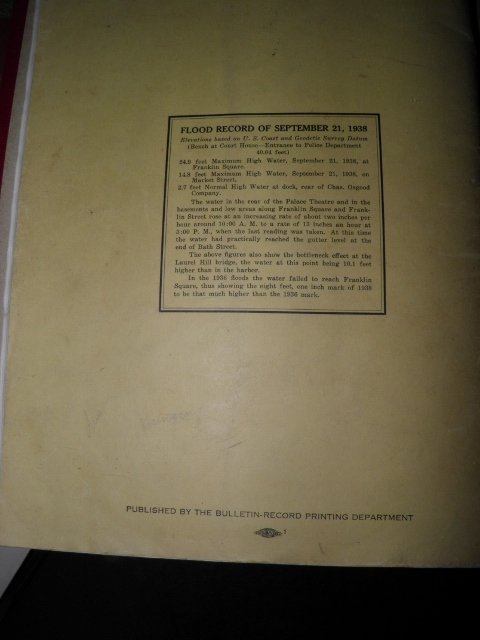 FLOOD RECORD OF SEPTEMBER 21, 1938
Elevations based on U. S. Coast and Geodetic Survey Datum
(Bench at Court House—Entrance to Police Department
40.04 feet)
24.9 feet Maximum High Water, September 21, 1938, at
Franklin Square.
14.8 feet Maximum High Water, September 21, 1938, on
Market Street.
2.7 feet Normal High Water at dock, rear of Chas. Osgood
Company.
The water in the rear of the Palace Theatre and in the
basements and low areas along Franklin Square and Frank-
lin Street rose at an increasing rate of about two inches per
hour around 10:00 A. M. to a rate of 13 inches an hour at
5:00 P. M., when the last reading was taken. At this time
the water had practically reached the gutter level at the
end of Bath Street.
The above figures also show the bottleneck effect at the
Laurel Hill bridge, the water at this point being 10.1 feet
higher than in the harbor.
In the 1936 floods the water failed to reach Franklin
Square, thus showing the eight feet, one inch mark of 1938
to be that much higher than the 1936 mark.
PUBLISHED BY THE BULLETIN-RECORD PRINTING DEPARTMENT